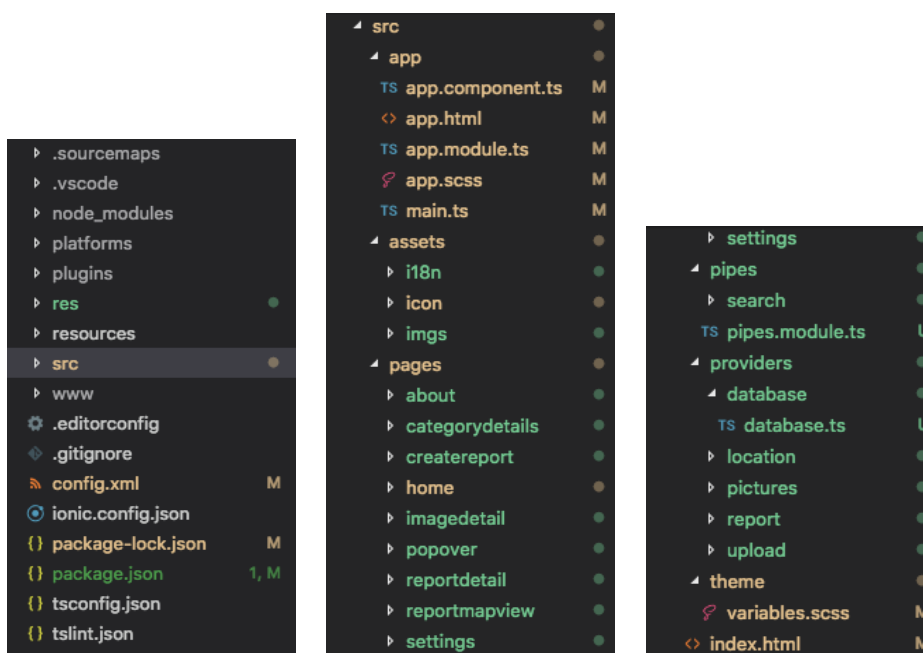 .sourcemaps
.vscode
node_modules
platforms
plugins
res
resources
src
www
.editorconfig
.gitignore
config.xml M
ionic.config.json
{} package-lock.json M
{} package.json 1, M
{} tsconfig.json
{} tslint.json
src
app
TS app.component.ts M
<> app.html M
TS app.module.ts M
app.scss M
TS main.ts M
assets
i18n
icon
imgs
pages
about
categorydetails
createreport
home
imagedetail
popover
reportdetail
reportmapview
settings
settings
pipes
search
TS pipes.module.ts U
providers
database
TS database.ts U
location
pictures
report
upload
theme
variables.scss M
<> index.html M